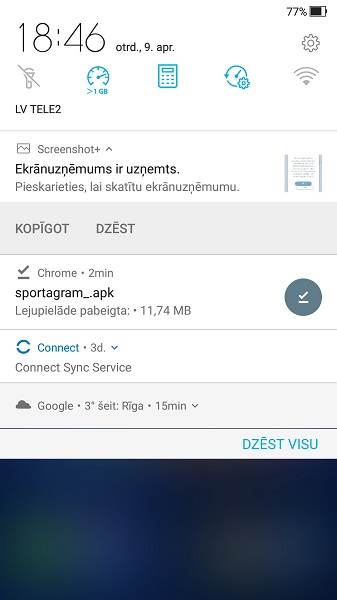 77%
18:46 otrd., 9. apr.
>1 GB
LV TELE2
Screenshot+
Ekrānuzņēmums ir uzņemts.
Pieskarieties, lai skatītu ekrānuzņēmumu.
KOPĪGOT DZĒST
Chrome • 2min
sportagram_.apk
Lejupielāde pabeigta: • 11,74 MB
Connect • 3d.
Connect Sync Service
Google • 3° šeit: Rīga • 15min
DZĒST VISU